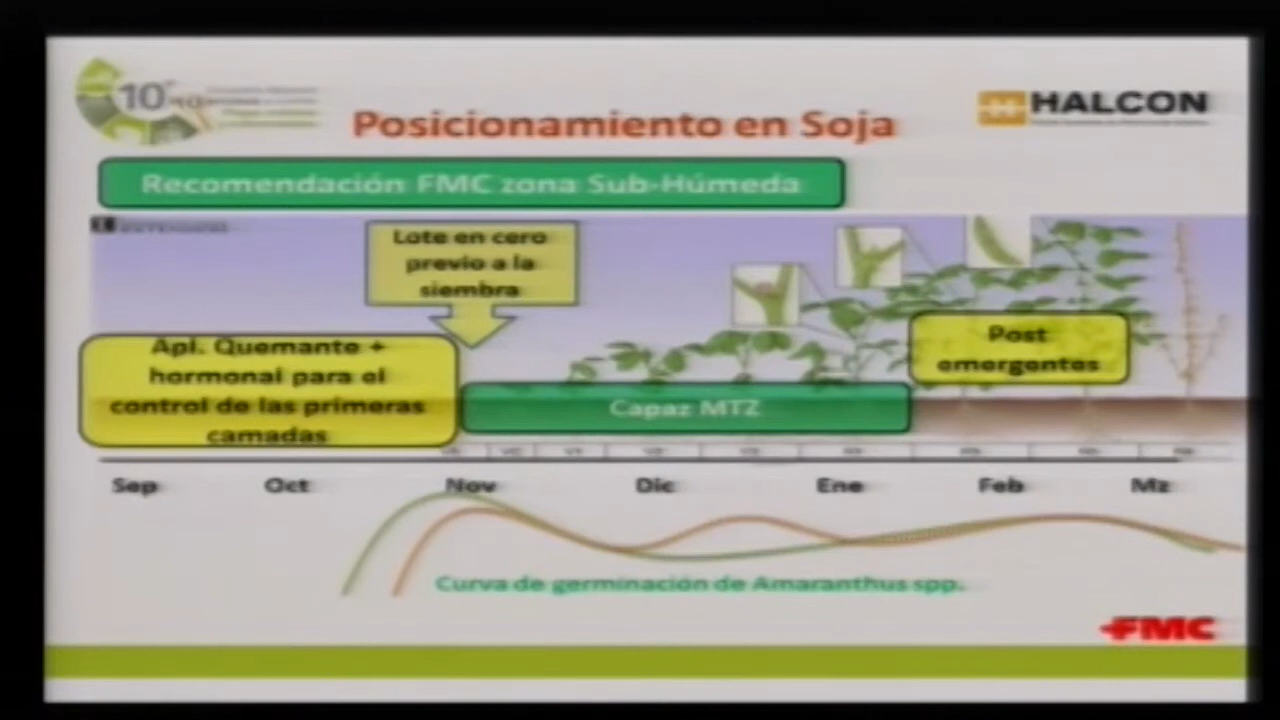 10
HALCON
Posicionamiento en Soja
Recomendación FMC zona Sub-Húmeda
Lote en cero
previo a la
siembra
Apl. Quemante +
hormonal para el
control de las primeras
camadas
Post
emergentes
Capaz MTZ
Sep Oct Nov Dic Ene Feb Mz
Curva de germinación de Amaranthus spp.
FMC